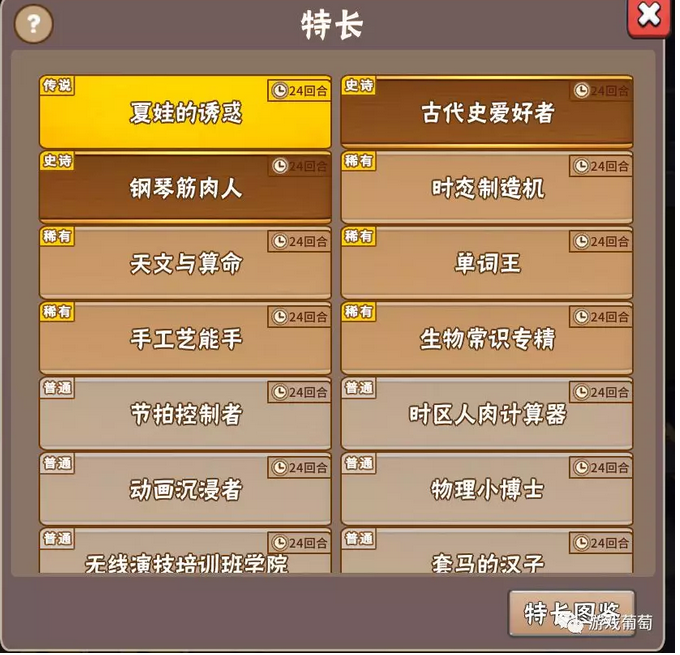 ?
特长
传说
24回合
夏娃的诱惑
史诗
24回合
古代史爱好者
史诗
24回合
钢琴筋肉人
稀有
24回合
时态制造机
稀有
24回合
天文与算命
稀有
24回合
单词王
稀有
24回合
手工艺能手
稀有
24回合
生物常识专精
普通
24回合
节拍控制者
普通
24回合
时区人肉计算器
普通
24回合
动画沉浸者
普通
24回合
物理小博士
普通
24回合
无线演技培训班学院
普通
24回合
套马的汉子
特长图鉴
游戏葡萄